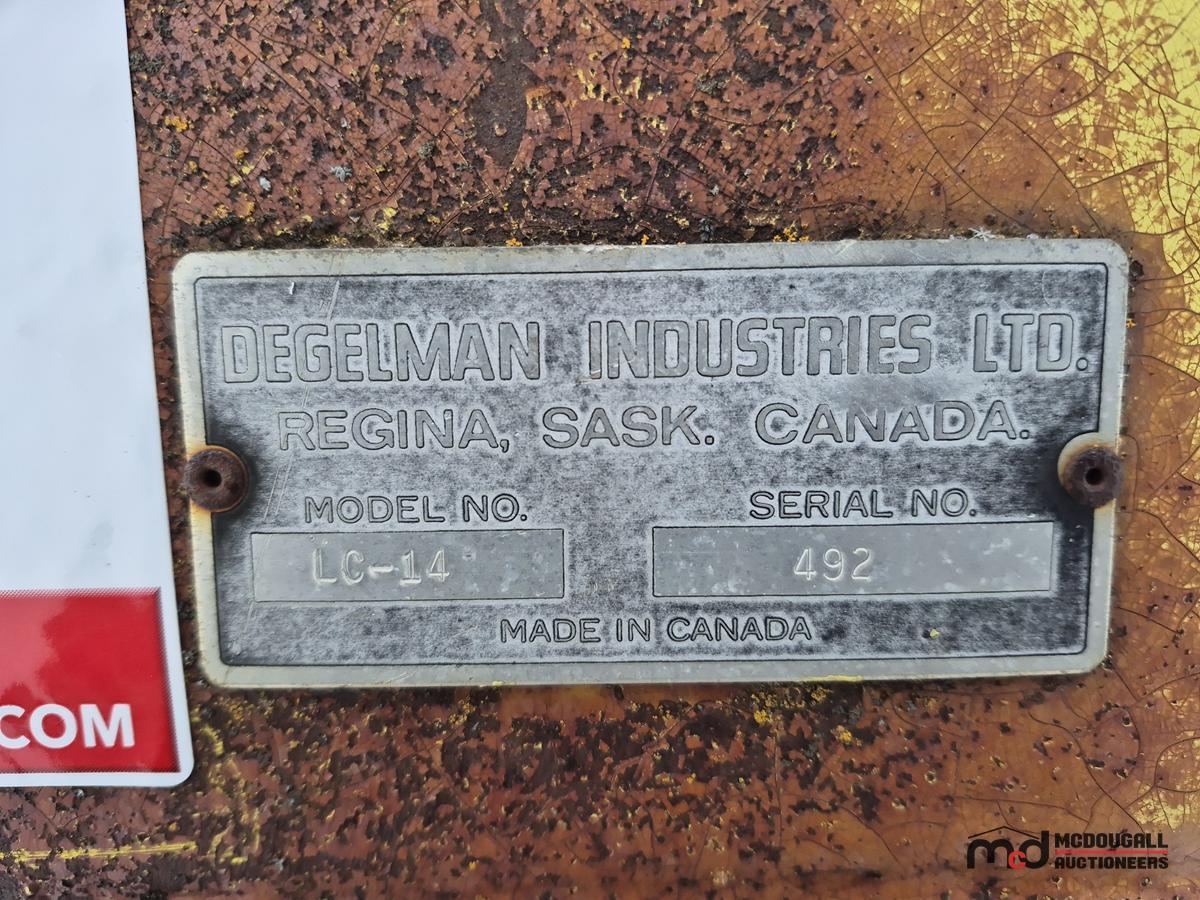 DEGELMAN INDUSTRIES LTD.
REGINA, SASK. CANADA.
MODEL NO. SERIAL NO.
LC-14 492
MADE IN CANADA
COM
mcd MCDOUGALL
AUCTIONEERS